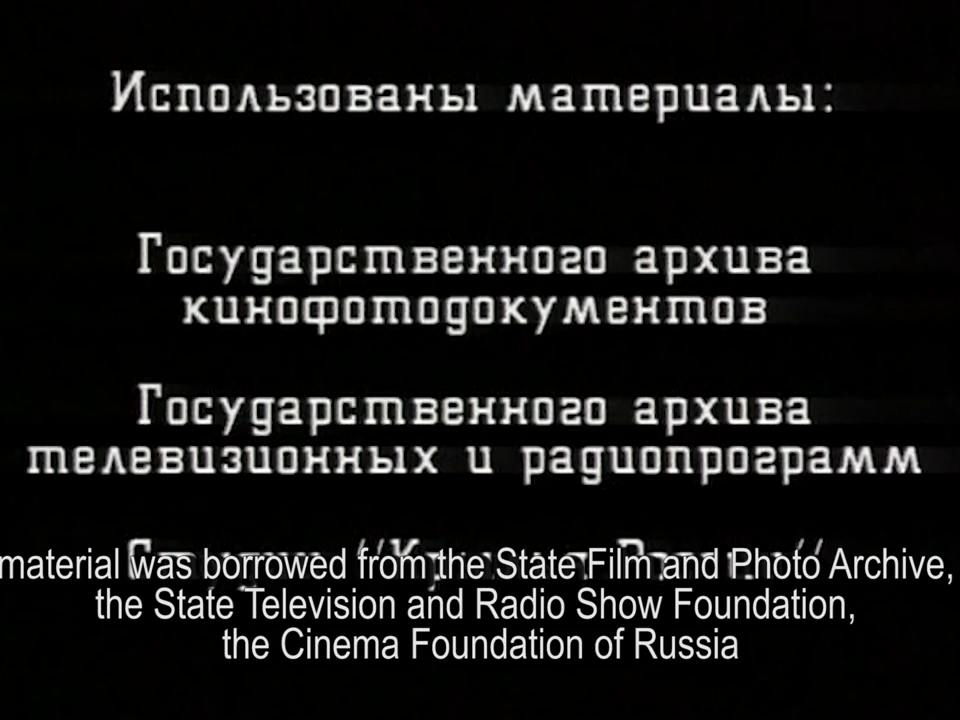 Использованы материалы:
Государственного архива
кинофотодокументов
Государственного архива
телевизионных и радиопрограмм
material was borrowed from the State Film and Photo Archive,
the State Television and Radio Show Foundation,
the Cinema Foundation of Russia